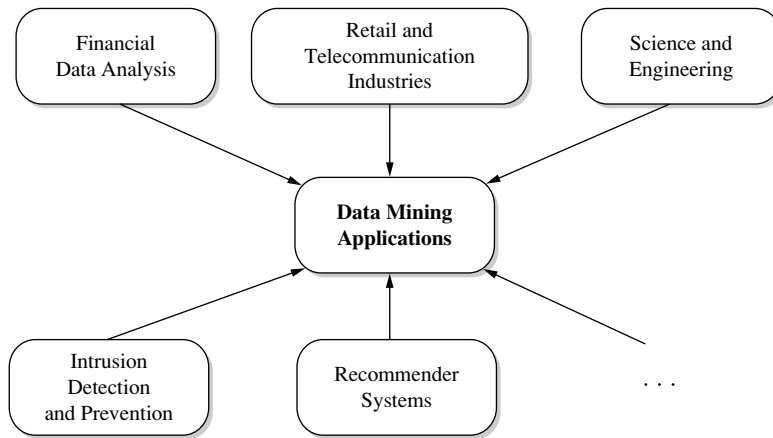 Financial
Data Analysis
Retail and
Telecommunication
Industries
Science and
Engineering
Data Mining
Applications
Intrusion
Detection
and Prevention
Recommender
Systems
. . .